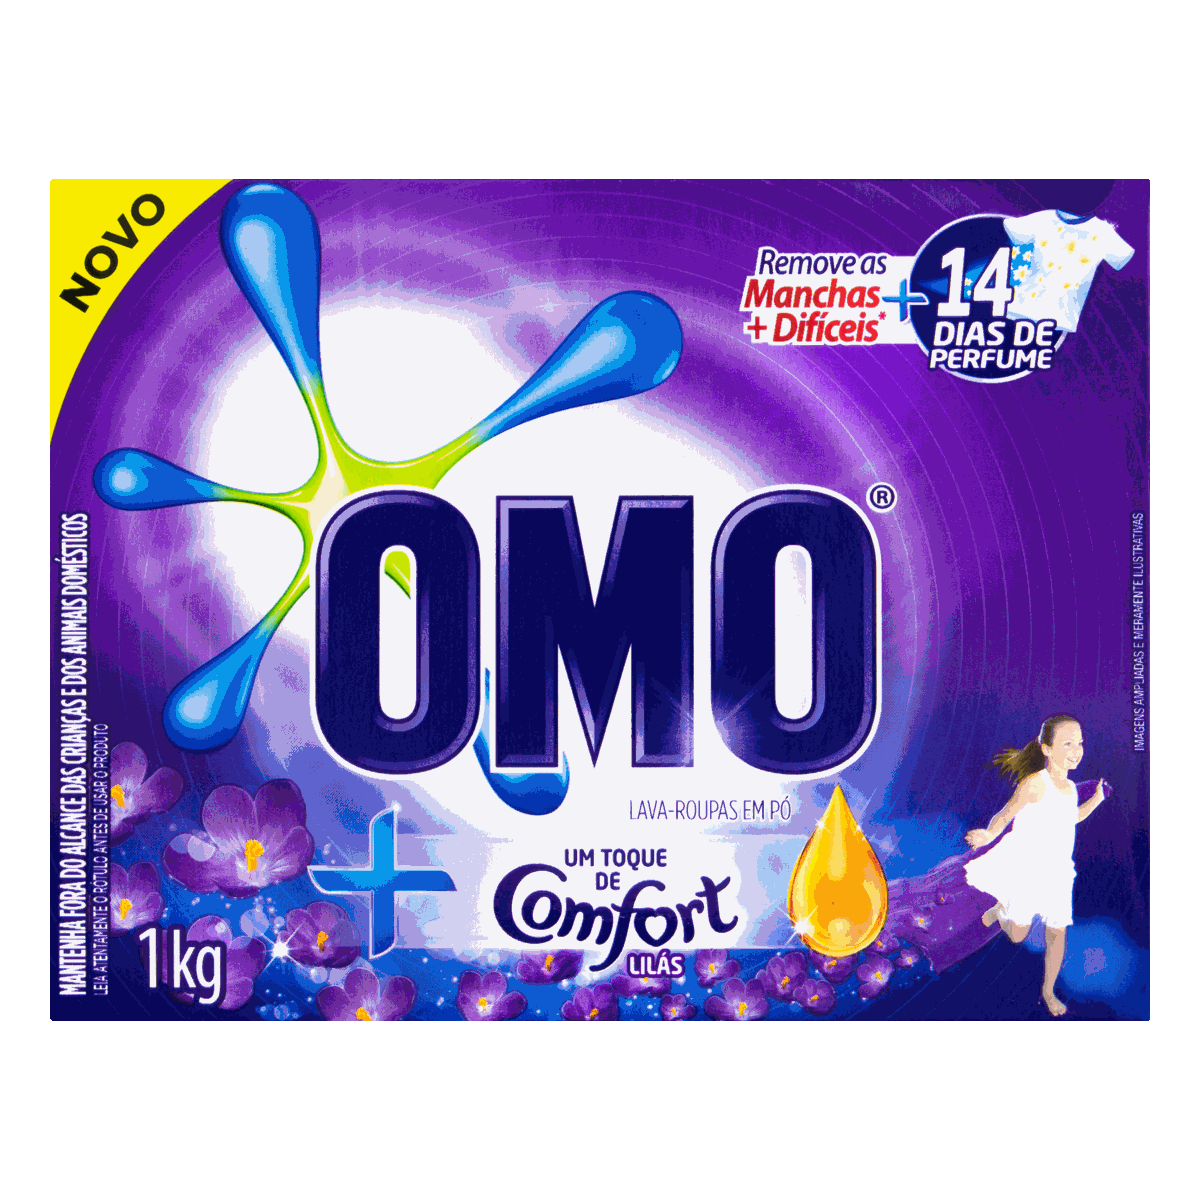 NOVO
Remove as
Manchas
+ Difíceis*
+
14
DIAS DE
PERFUME
OMO®
LAVA-ROUPAS EM PÓ
+
UM TOQUE
DE
Comfort
LILÁS
1kg
MANTENHA FORA DO ALCANCE DAS CRIANÇAS E DOS ANIMAIS DOMÉSTICOS
LEIA ATENTAMENTE O RÓTULO ANTES DE USAR O PRODUTO
IMAGENS AMPLIADAS E MERAMENTE ILUSTRATIVAS